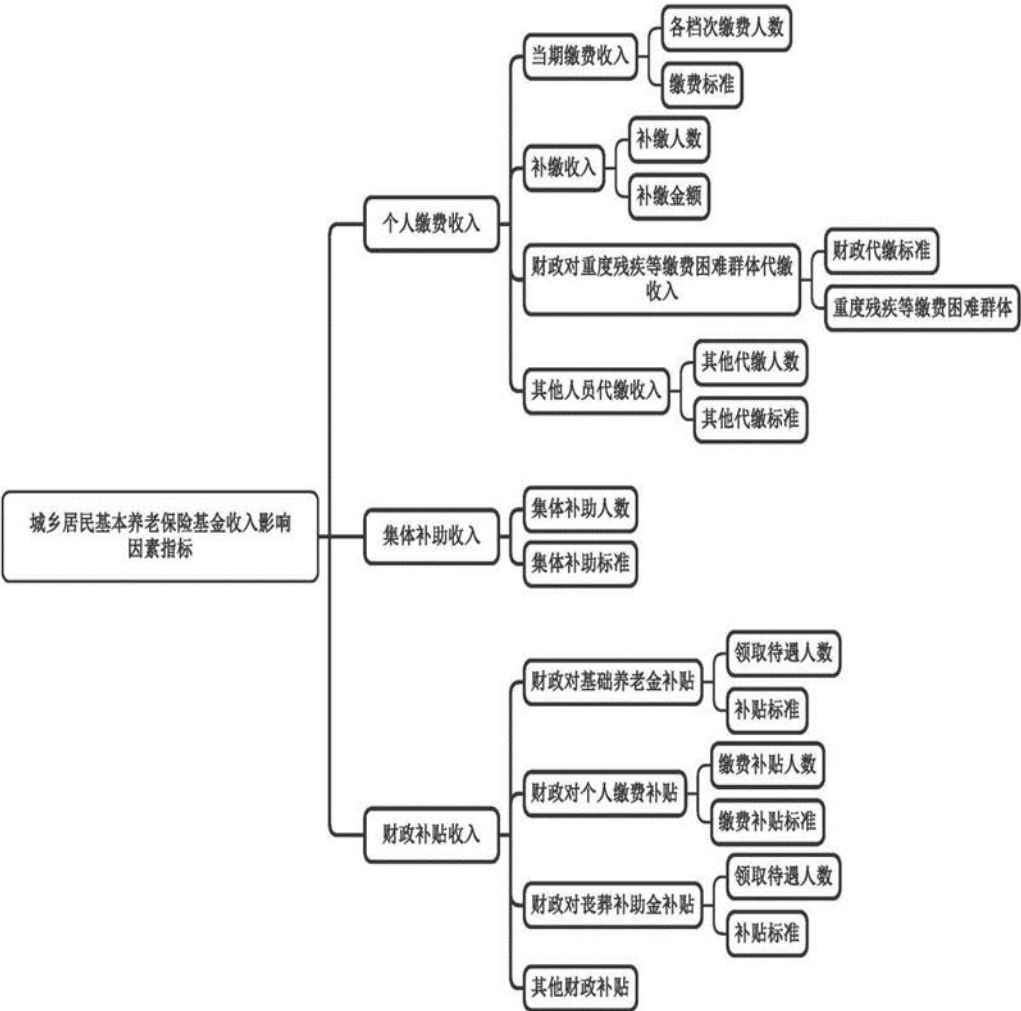 城乡居民基本养老保险基金收入影响
因素指标
个人缴费收入
当期缴费收入
各档次缴费人数
缴费标准
补缴收入
补缴人数
补缴金额
财政对重度残疾等缴费困难群体代缴
收入
财政代缴标准
重度残疾等缴费困难群体
其他人员代缴收入
其他代缴人数
其他代缴标准
集体补助收入
集体补助人数
集体补助标准
财政补贴收入
财政对基础养老金补贴
领取待遇人数
补贴标准
财政对个人缴费补贴
缴费补贴人数
缴费补贴标准
财政对丧葬补助金补贴
领取待遇人数
补贴标准
其他财政补贴